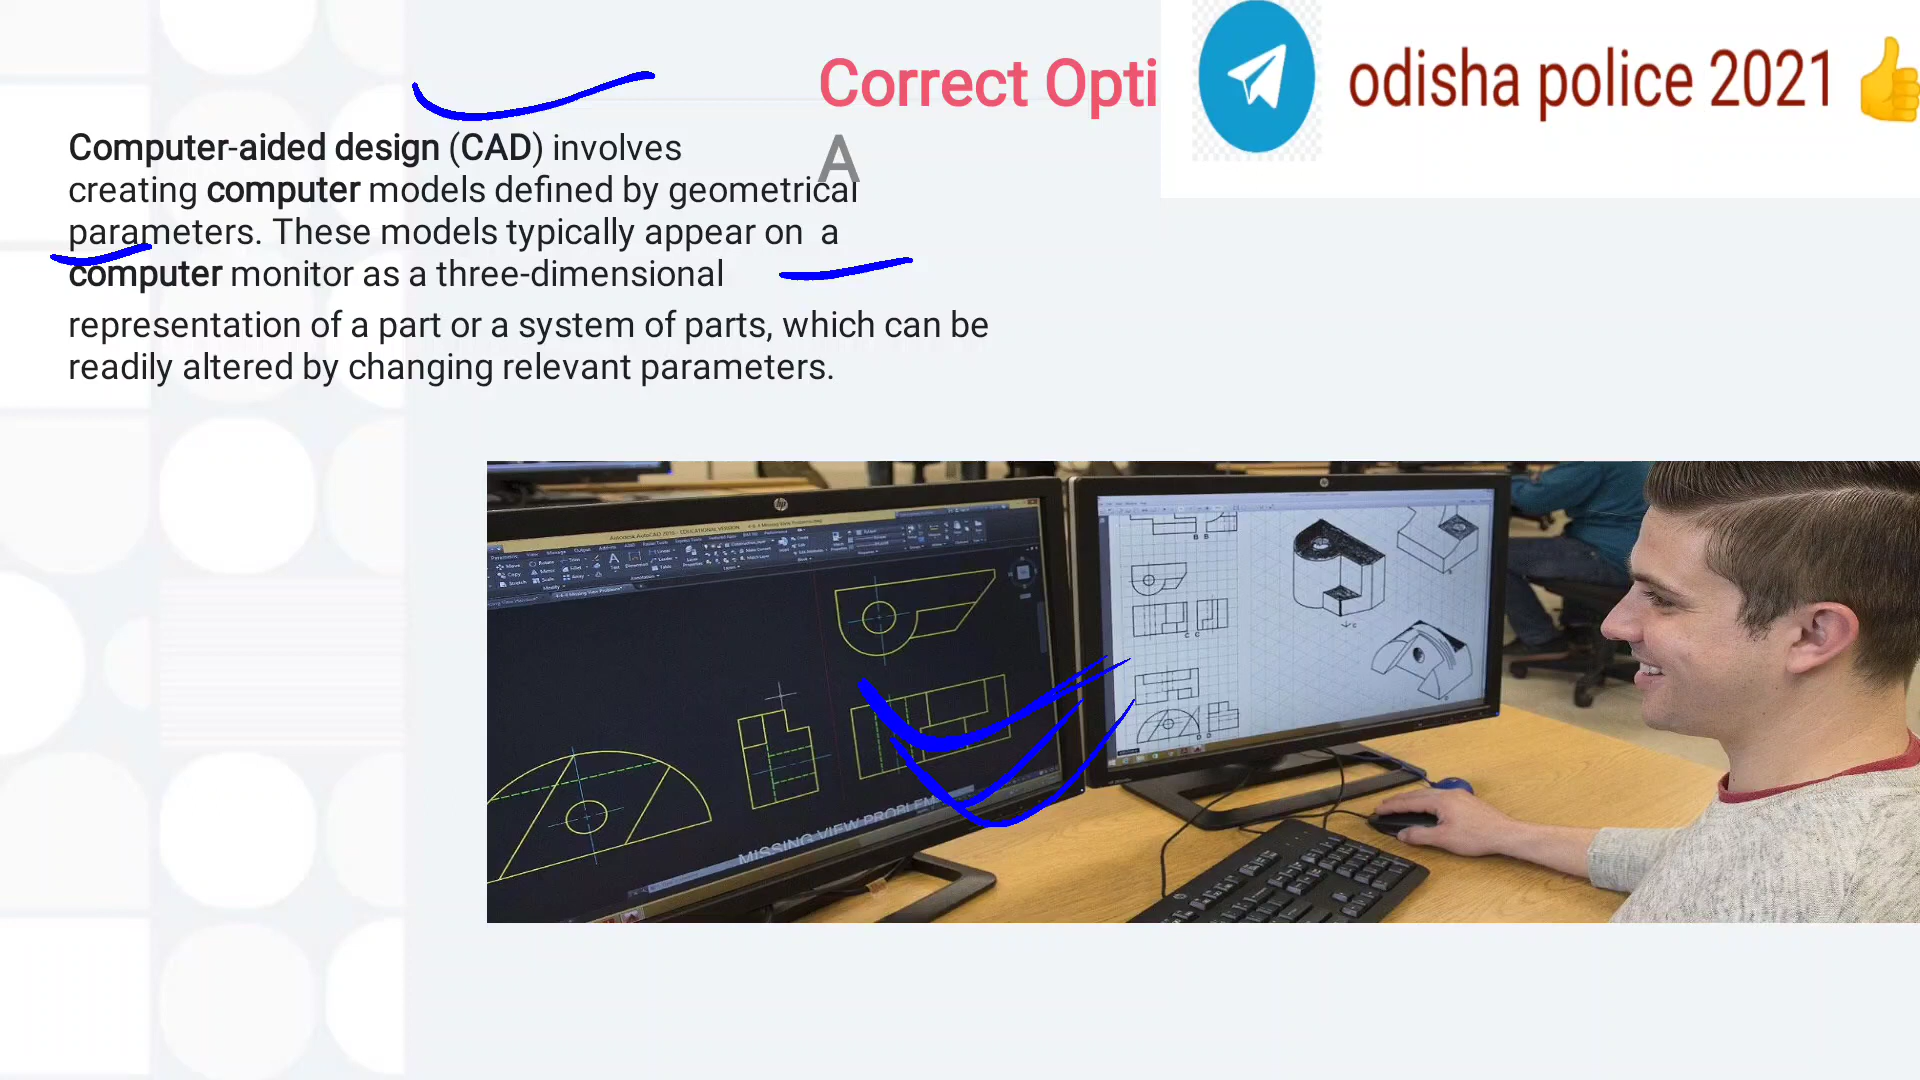 Correct Opti
odisha police 2021
A
Computer-aided design (CAD) involves
creating computer models defined by geometrical
parameters. These models typically appear on a
computer monitor as a three-dimensional
representation of a part or a system of parts, which can be
readily altered by changing relevant parameters.
hp
MISSING VIEW PROBLEM